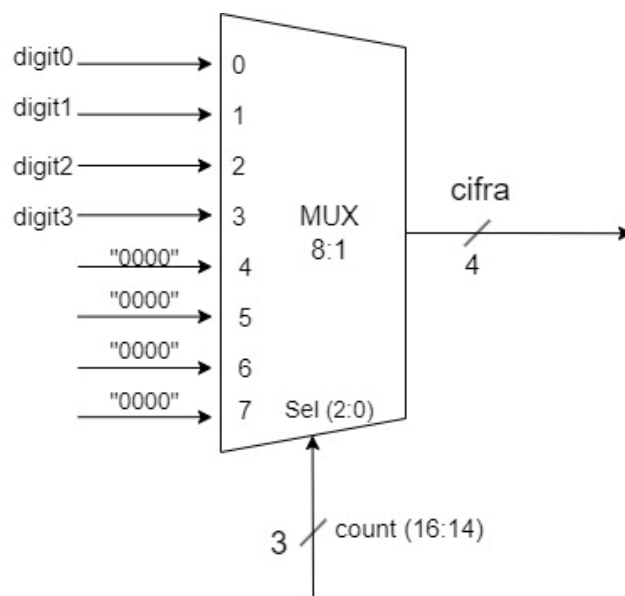 digit0
0
digit1
1
digit2
2
digit3
3
"0000"
4
"0000"
5
"0000"
6
"0000"
7
MUX
8:1
Sel (2:0)
cifra
4
3
count (16:14)